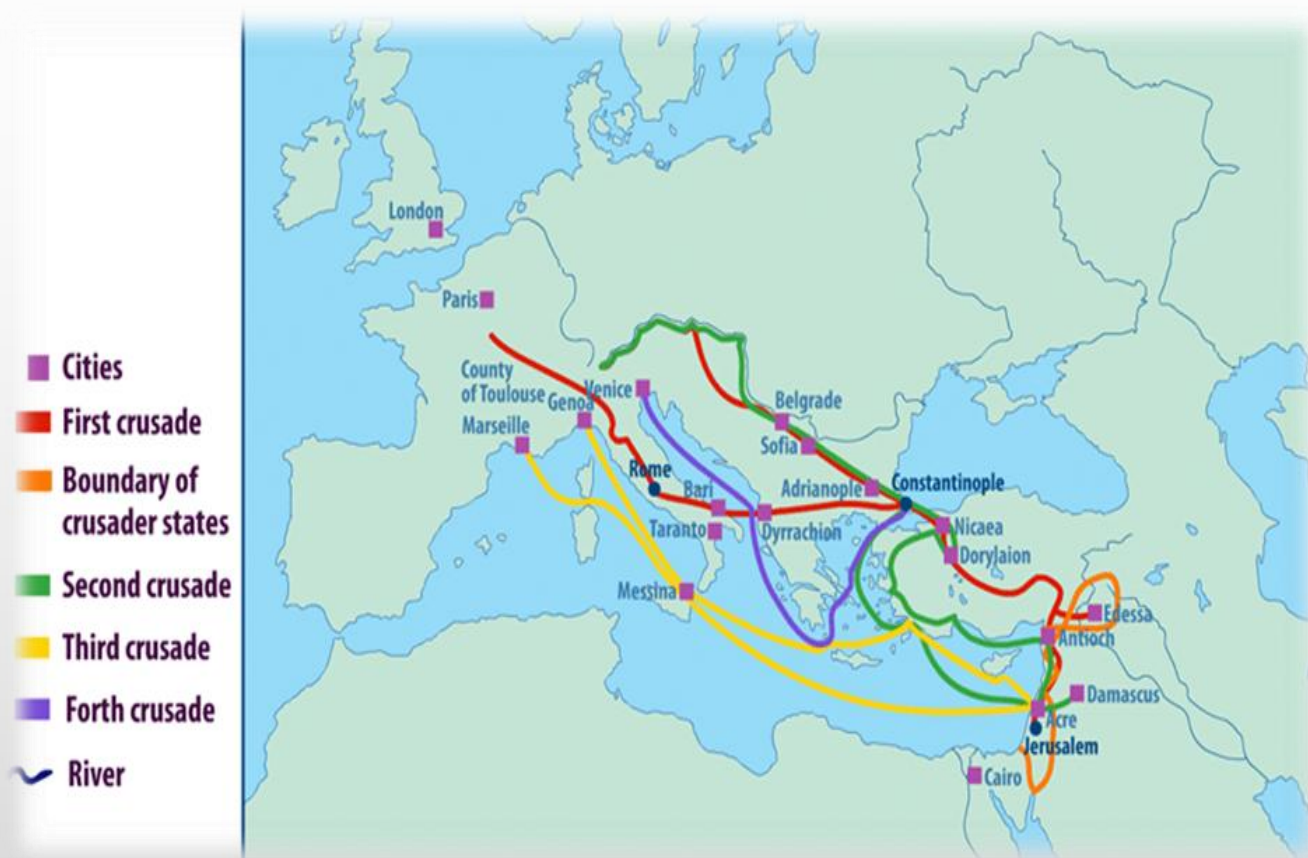 Cities
First crusade
Boundary of
crusader states
Second crusade
Third crusade
Forth crusade
River
London
Paris
County
of Toulouse
Venice
Genoa
Marseille
Belgrade
Sofia
Rome
Bari
Adrianople
Constantinople
Taranto
Dyrrachion
Nicaea
Dorylaion
Messina
Edessa
Antioch
Damascus
Acre
Jerusalem
Cairo